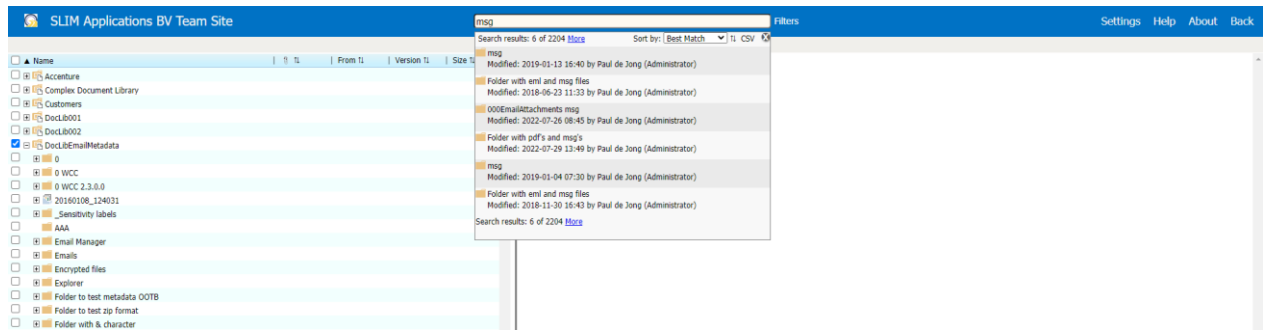 SLIM Applications BV Team Site
msg
Filters
Settings Help About Back
Search results: 6 of 2204 More Sort by: Best Match CSV
msg
Modified: 2019-01-13 16:40 by Paul de Jong (Administrator)
Folder with eml and msg files
Modified: 2018-06-23 11:33 by Paul de Jong (Administrator)
000EmailAttachments msg
Modified: 2022-07-26 08:45 by Paul de Jong (Administrator)
Folder with pdf's and msg's
Modified: 2022-07-29 13:49 by Paul de Jong (Administrator)
msg
Modified: 2019-01-04 07:30 by Paul de Jong (Administrator)
Folder with eml and msg files
Modified: 2018-11-30 16:43 by Paul de Jong (Administrator)
Search results: 6 of 2204 More
Name From Version Size
Accenture
Complex Document Library
Customers
DocLib001
DocLib002
DocLibEmailMetadata
0
0 WCC
0 WCC 2.3.0.0
20160108_124031
_Sensitivity labels
AAA
Email Manager
Emails
Encrypted files
Explorer
Folder to test metadata OOTB
Folder to test zip format
Folder with & character